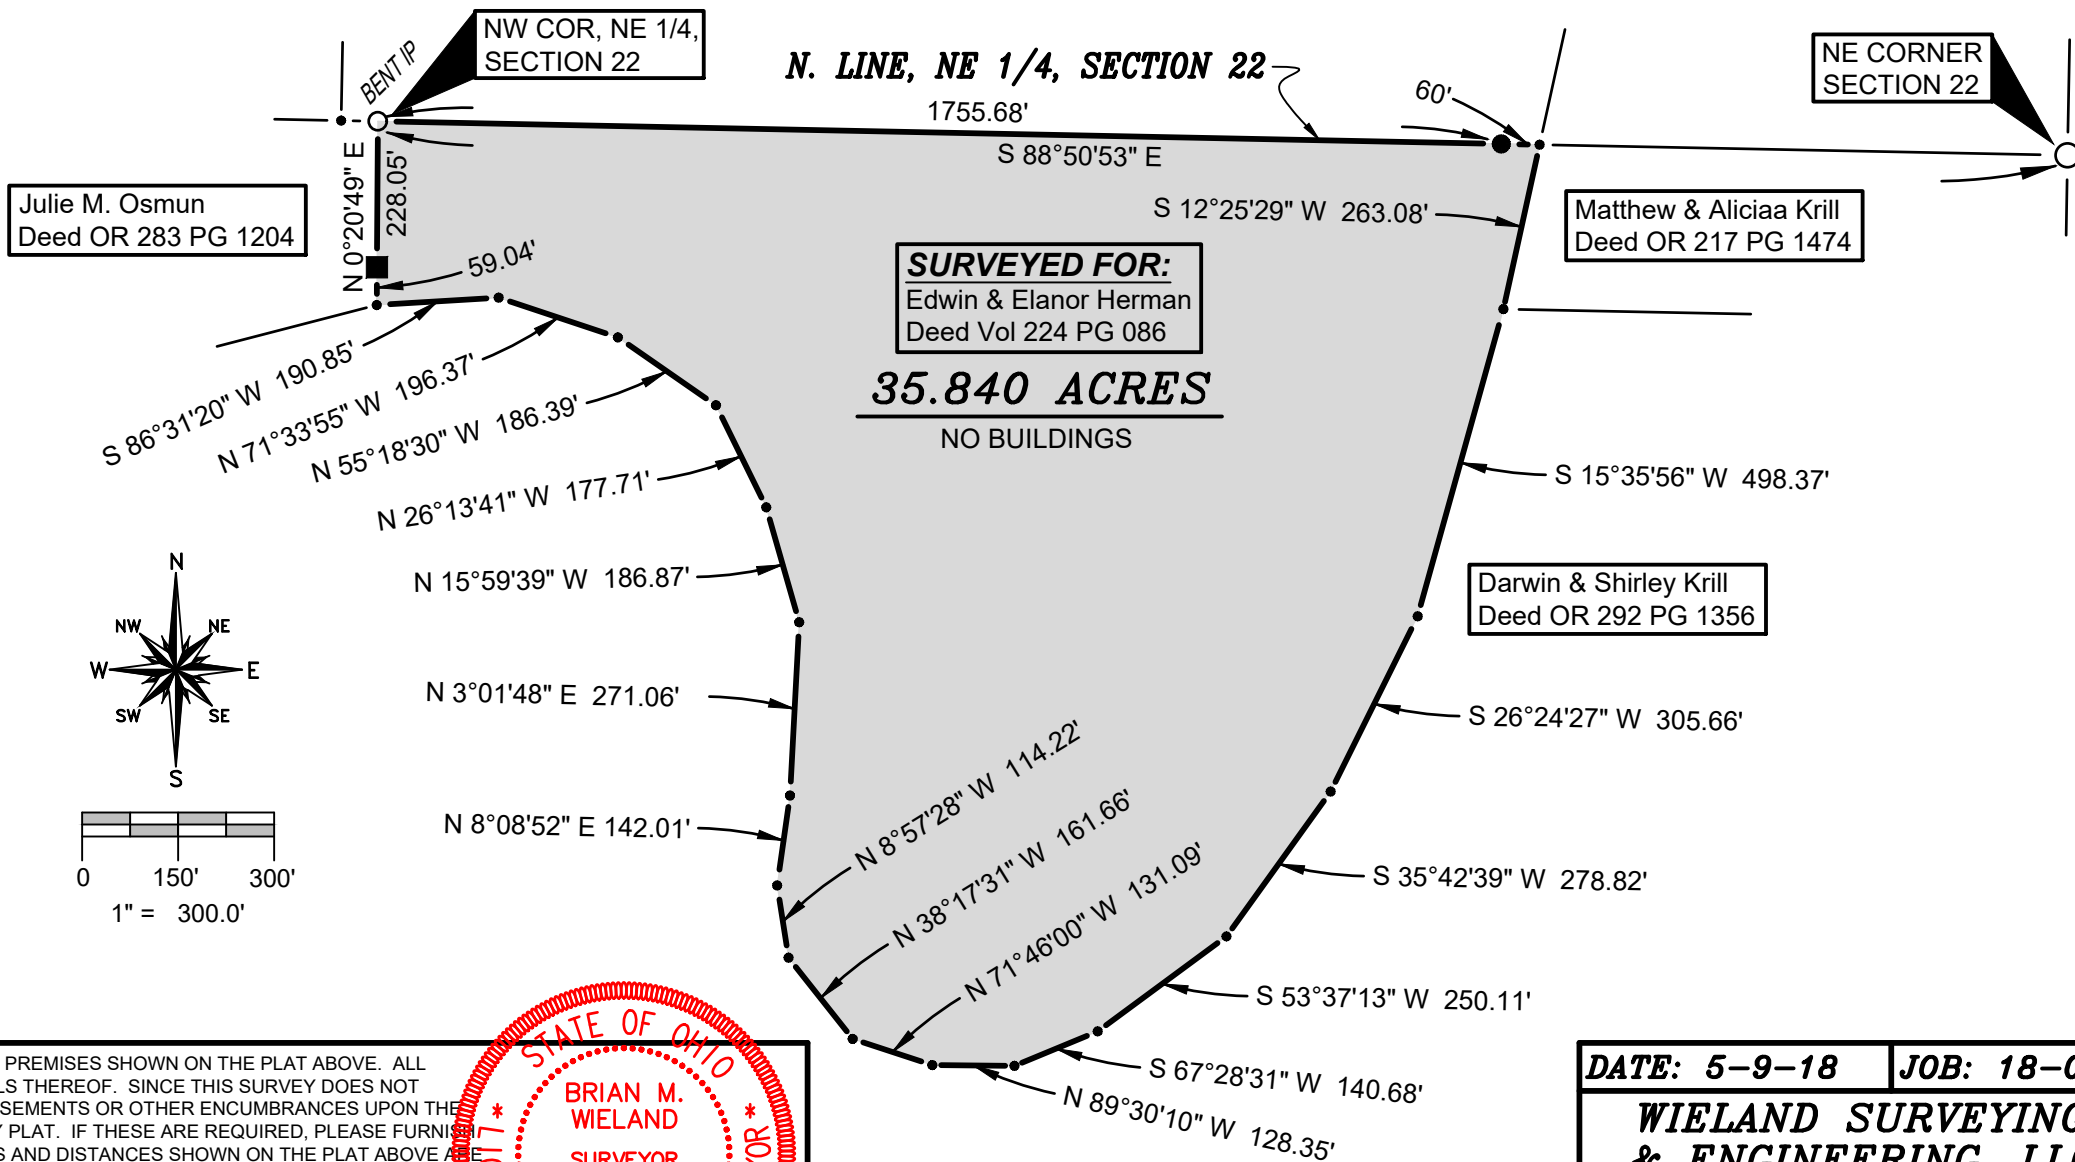 NW COR, NE 1/4,
SECTION 22
BENT IP
N. LINE, NE 1/4, SECTION 22
1755.68'
S 88°50'53" E
60'
NE CORNER
SECTION 22
Julie M. Osmun
Deed OR 283 PG 1204
N 0°20'49" E
228.05'
59.04'
S 12°25'29" W 263.08'
Matthew & Aliciaa Krill
Deed OR 217 PG 1474
SURVEYED FOR:
Edwin & Elanor Herman
Deed Vol 224 PG 086
35.840 ACRES
NO BUILDINGS
S 86°31'20" W 190.85'
N 71°33'55" W 196.37'
N 55°18'30" W 186.39'
N 26°13'41" W 177.71'
N 15°59'39" W 186.87'
N 3°01'48" E 271.06'
N 8°08'52" E 142.01'
N 8°57'28" W 114.22'
N 38°17'31" W 161.66'
N 71°46'00" W 131.09'
S 15°35'56" W 498.37'
Darwin & Shirley Krill
Deed OR 292 PG 1356
S 26°24'27" W 305.66'
S 35°42'39" W 278.82'
S 53°37'13" W 250.11'
S 67°28'31" W 140.68'
N 89°30'10" W 128.35'
N
NW NE
W E
SW SE
S
0 150' 300'
1" = 300.0'
PREMISES SHOWN ON THE PLAT ABOVE. ALL
LS THEREOF. SINCE THIS SURVEY DOES NOT
SEMENTS OR OTHER ENCUMBRANCES UPON THE
Y PLAT. IF THESE ARE REQUIRED, PLEASE FURNISH
S AND DISTANCES SHOWN ON THE PLAT ABOVE ARE
STATE OF OHIO
BRIAN M.
WIELAND
SURVEYOR
DATE: 5-9-18 JOB: 18-0
WIELAND SURVEYING
& ENGINEERING, LL